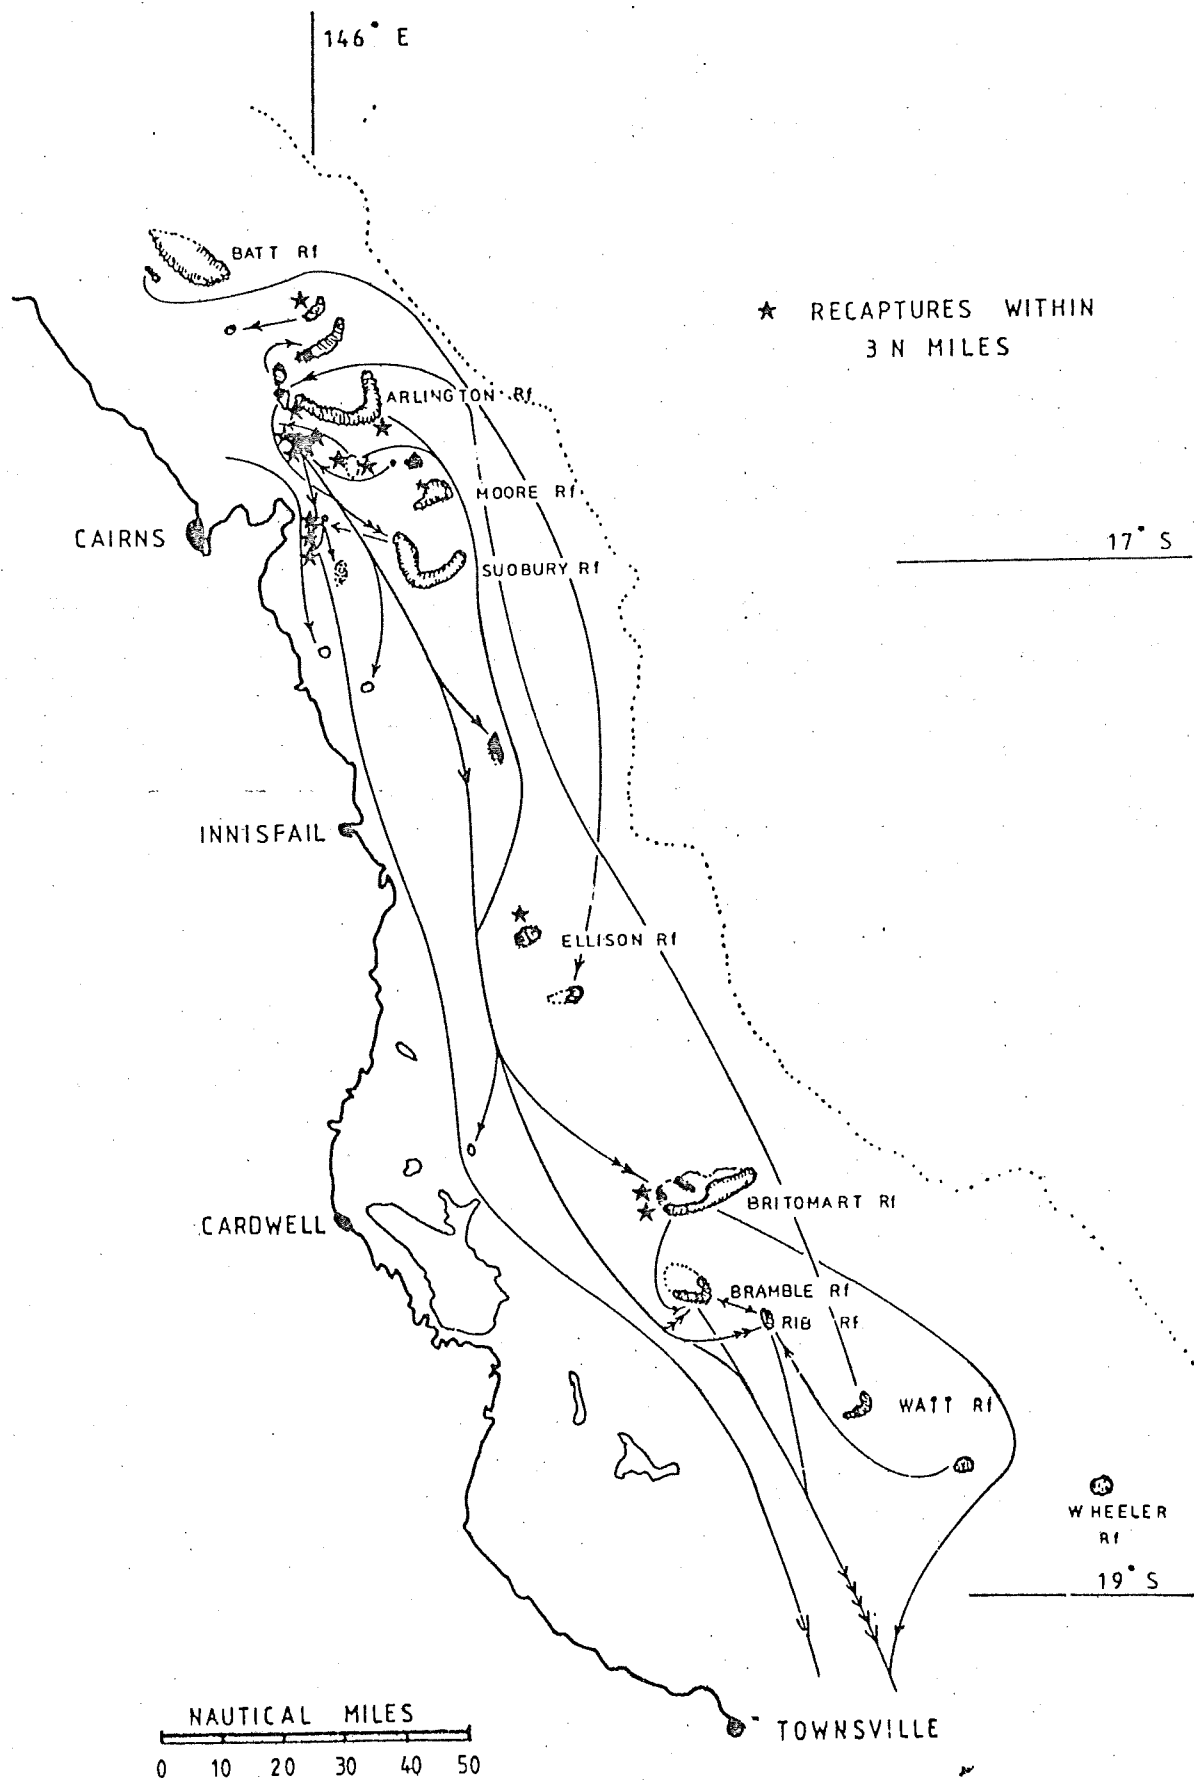 146° E
BATT Rf
★ RECAPTURES WITHIN
3 N MILES
ARLINGTON Rf
MOORE Rf
CAIRNS
17° S
SUOBURY Rf
INNISFAIL
ELLISON Rf
BRITOMART Rf
CARDWELL
BRAMBLE Rf
RIB Rf
WATT Rf
WHEELER
Rf
19° S
NAUTICAL MILES
TOWNSVILLE
0 10 20 30 40 50